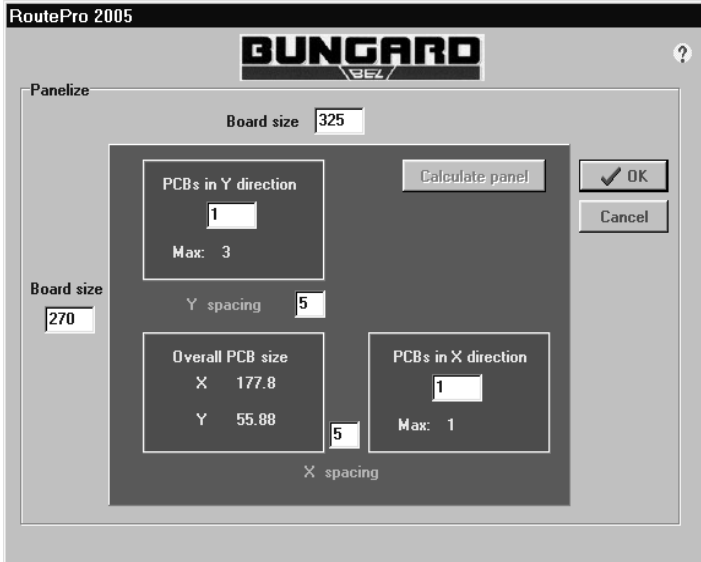 RoutePro 2005
BUNGARD
BEL
?
Panelize
Board size 325
PCBs in Y direction
1
Max: 3
Calculate panel
OK
Cancel
Board size
270
Y spacing 5
Overall PCB size
X 177.8
Y 55.88
5
PCBs in X direction
1
Max: 1
X spacing